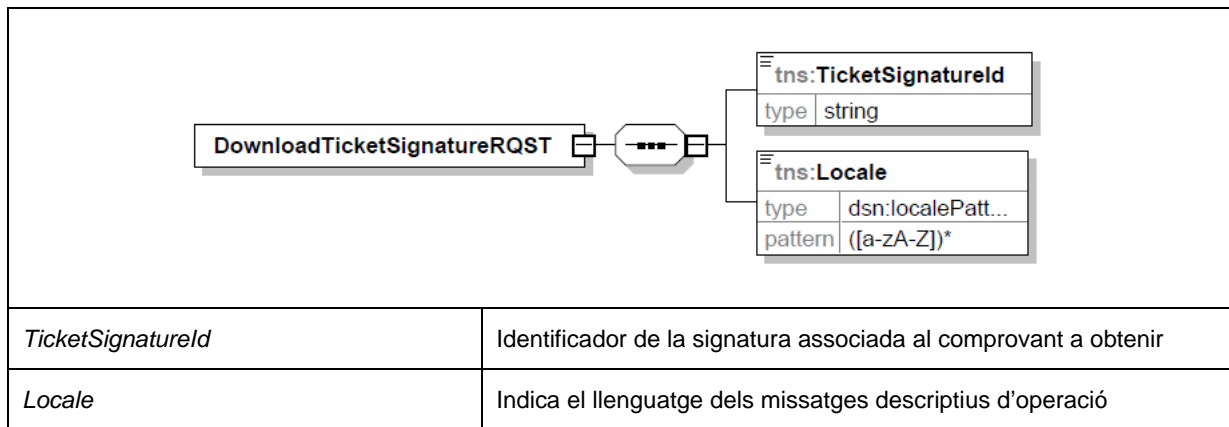 tns:TicketSignatureId
type string
DownloadTicketSignatureRQST
tns:Locale
type dsn:localePatt...
pattern ([a-zA-Z])*
TicketSignatureId Identificador de la signatura associada al comprovant a obtenir
Locale Indica el llenguatge dels missatges descriptius d’operació